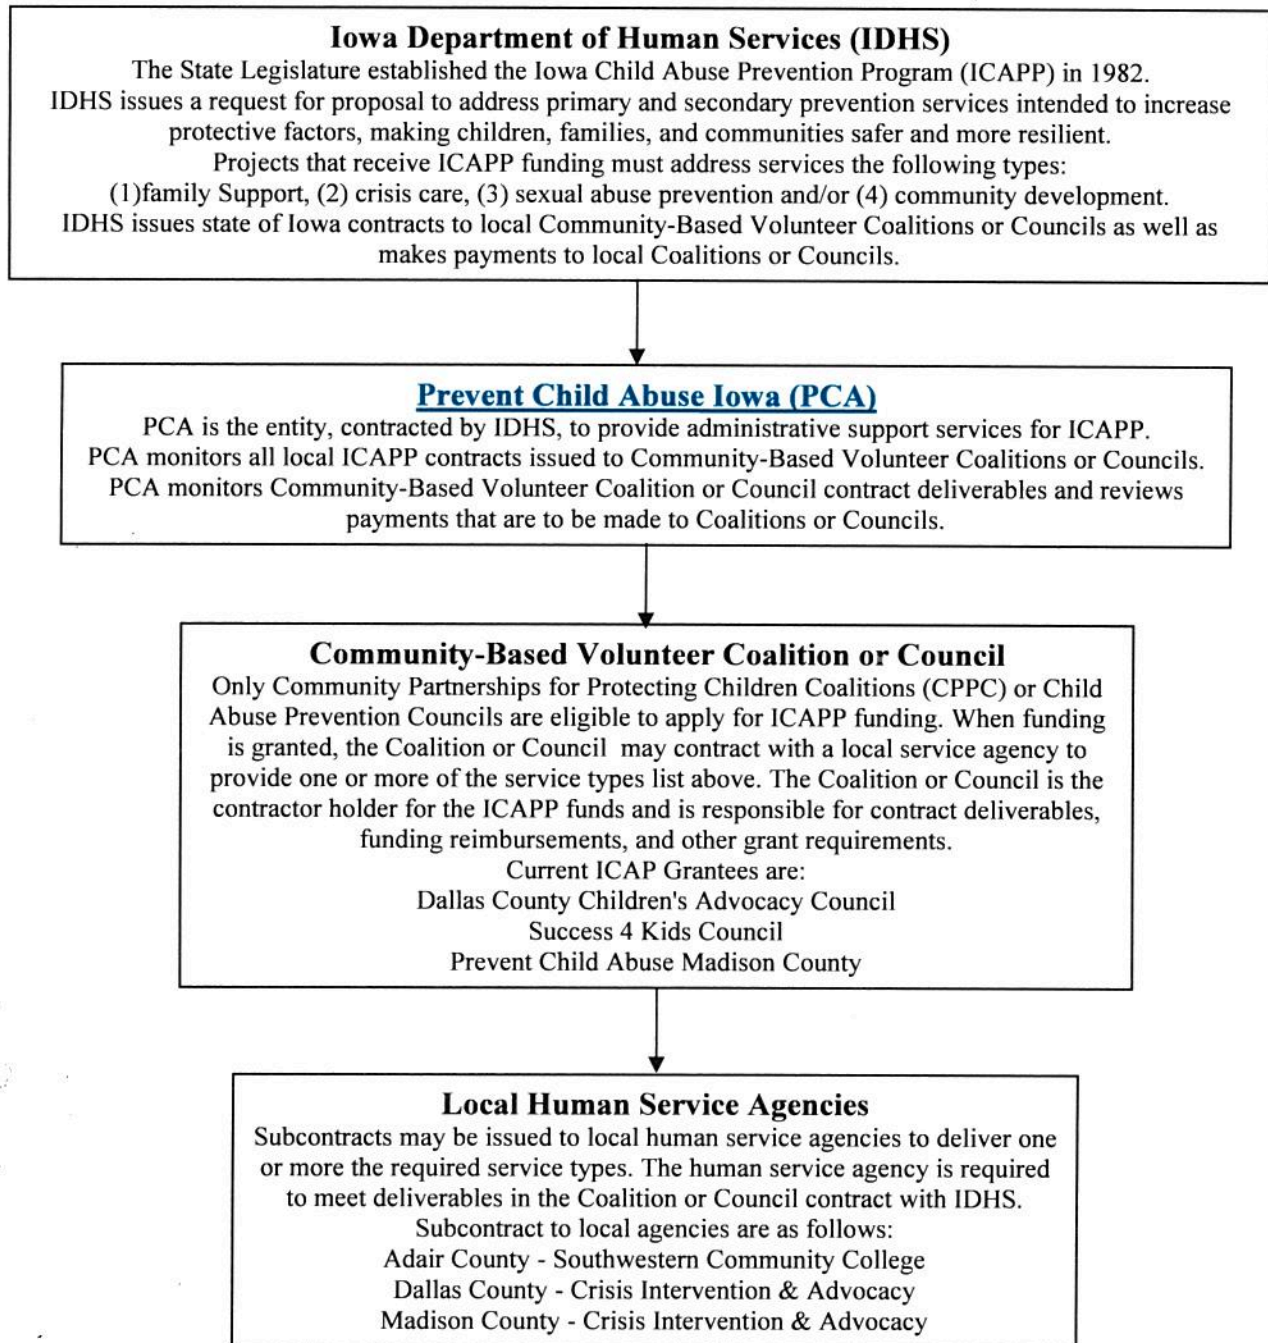 Iowa Department of Human Services (IDHS)
The State Legislature established the Iowa Child Abuse Prevention Program (ICAPP) in 1982.
IDHS issues a request for proposal to address primary and secondary prevention services intended to increase
protective factors, making children, families, and communities safer and more resilient.
Projects that receive ICAPP funding must address services the following types:
(1)family Support, (2) crisis care, (3) sexual abuse prevention and/or (4) community development.
IDHS issues state of Iowa contracts to local Community-Based Volunteer Coalitions or Councils as well as
makes payments to local Coalitions or Councils.
Prevent Child Abuse Iowa (PCA)
PCA is the entity, contracted by IDHS, to provide administrative support services for ICAPP.
PCA monitors all local ICAPP contracts issued to Community-Based Volunteer Coalitions or Councils.
PCA monitors Community-Based Volunteer Coalition or Council contract deliverables and reviews
payments that are to be made to Coalitions or Councils.
Community-Based Volunteer Coalition or Council
Only Community Partnerships for Protecting Children Coalitions (CPPC) or Child
Abuse Prevention Councils are eligible to apply for ICAPP funding. When funding
is granted, the Coalition or Council may contract with a local service agency to
provide one or more of the service types list above. The Coalition or Council is the
contractor holder for the ICAPP funds and is responsible for contract deliverables,
funding reimbursements, and other grant requirements.
Current ICAP Grantees are:
Dallas County Children's Advocacy Council
Success 4 Kids Council
Prevent Child Abuse Madison County
Local Human Service Agencies
Subcontracts may be issued to local human service agencies to deliver one
or more the required service types. The human service agency is required
to meet deliverables in the Coalition or Council contract with IDHS.
Subcontract to local agencies are as follows:
Adair County - Southwestern Community College
Dallas County - Crisis Intervention & Advocacy
Madison County - Crisis Intervention & Advocacy